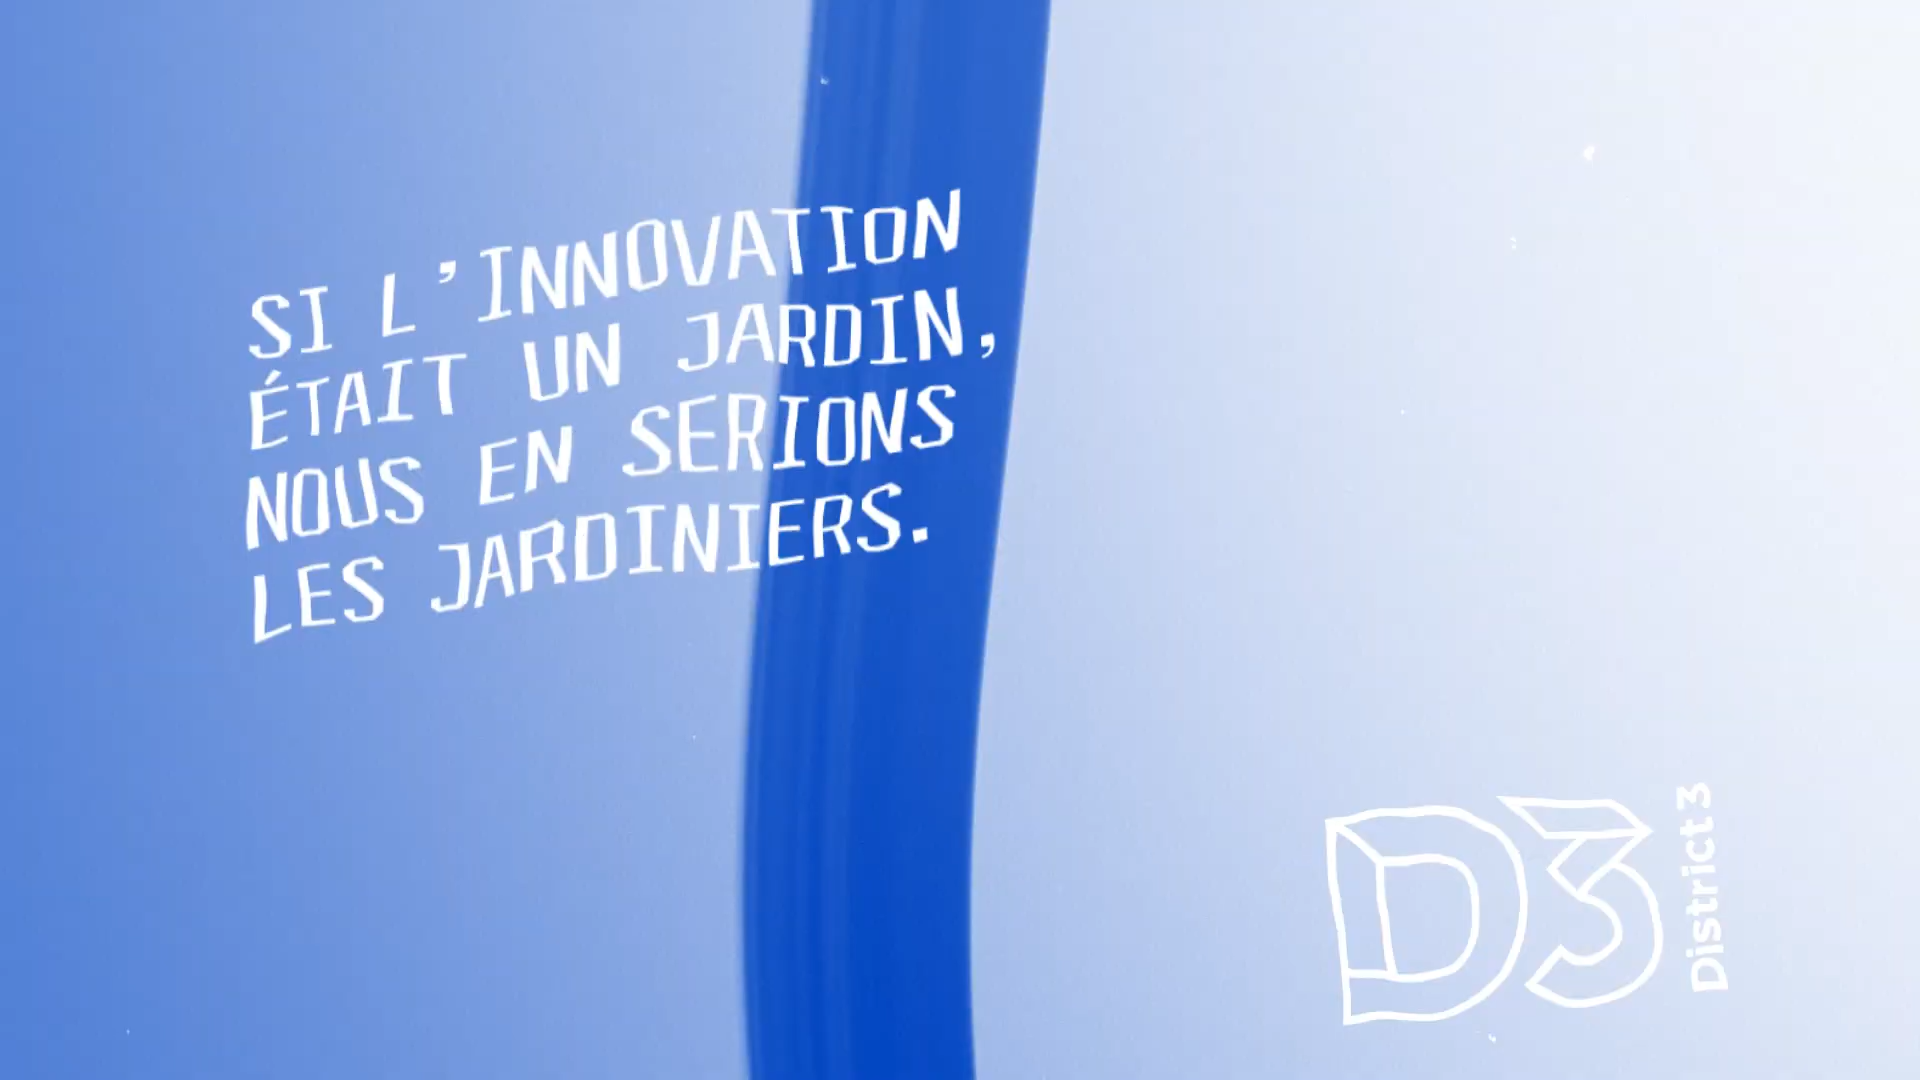 SI L'INNOVATION
ÉTAIT UN JARDIN,
NOUS EN SERIONS
LES JARDINIERS.
D3
District 3